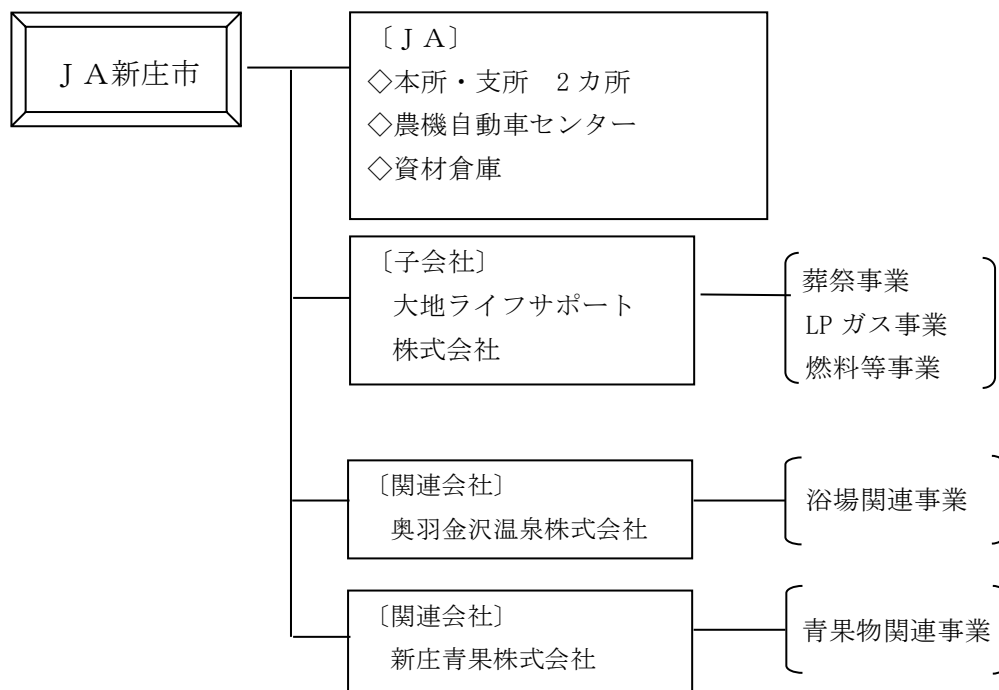 ＪＡ新庄市
〔ＪＡ〕
◇本所・支所　2カ所
◇農機自動車センター
◇資材倉庫
〔子会社〕
大地ライフサポート
株式会社
葬祭事業
LPガス事業
燃料等事業
〔関連会社〕
奥羽金沢温泉株式会社
浴場関連事業
〔関連会社〕
新庄青果株式会社
青果物関連事業